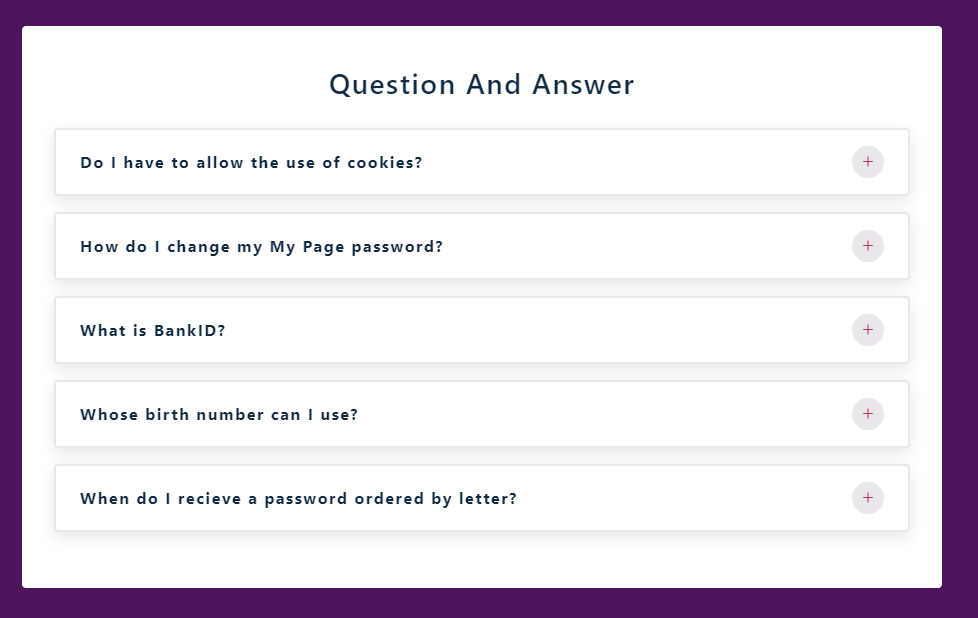 Question And Answer
Do I have to allow the use of cookies?
+
How do I change my My Page password?
+
What is BankID?
+
Whose birth number can I use?
+
When do I recieve a password ordered by letter?
+